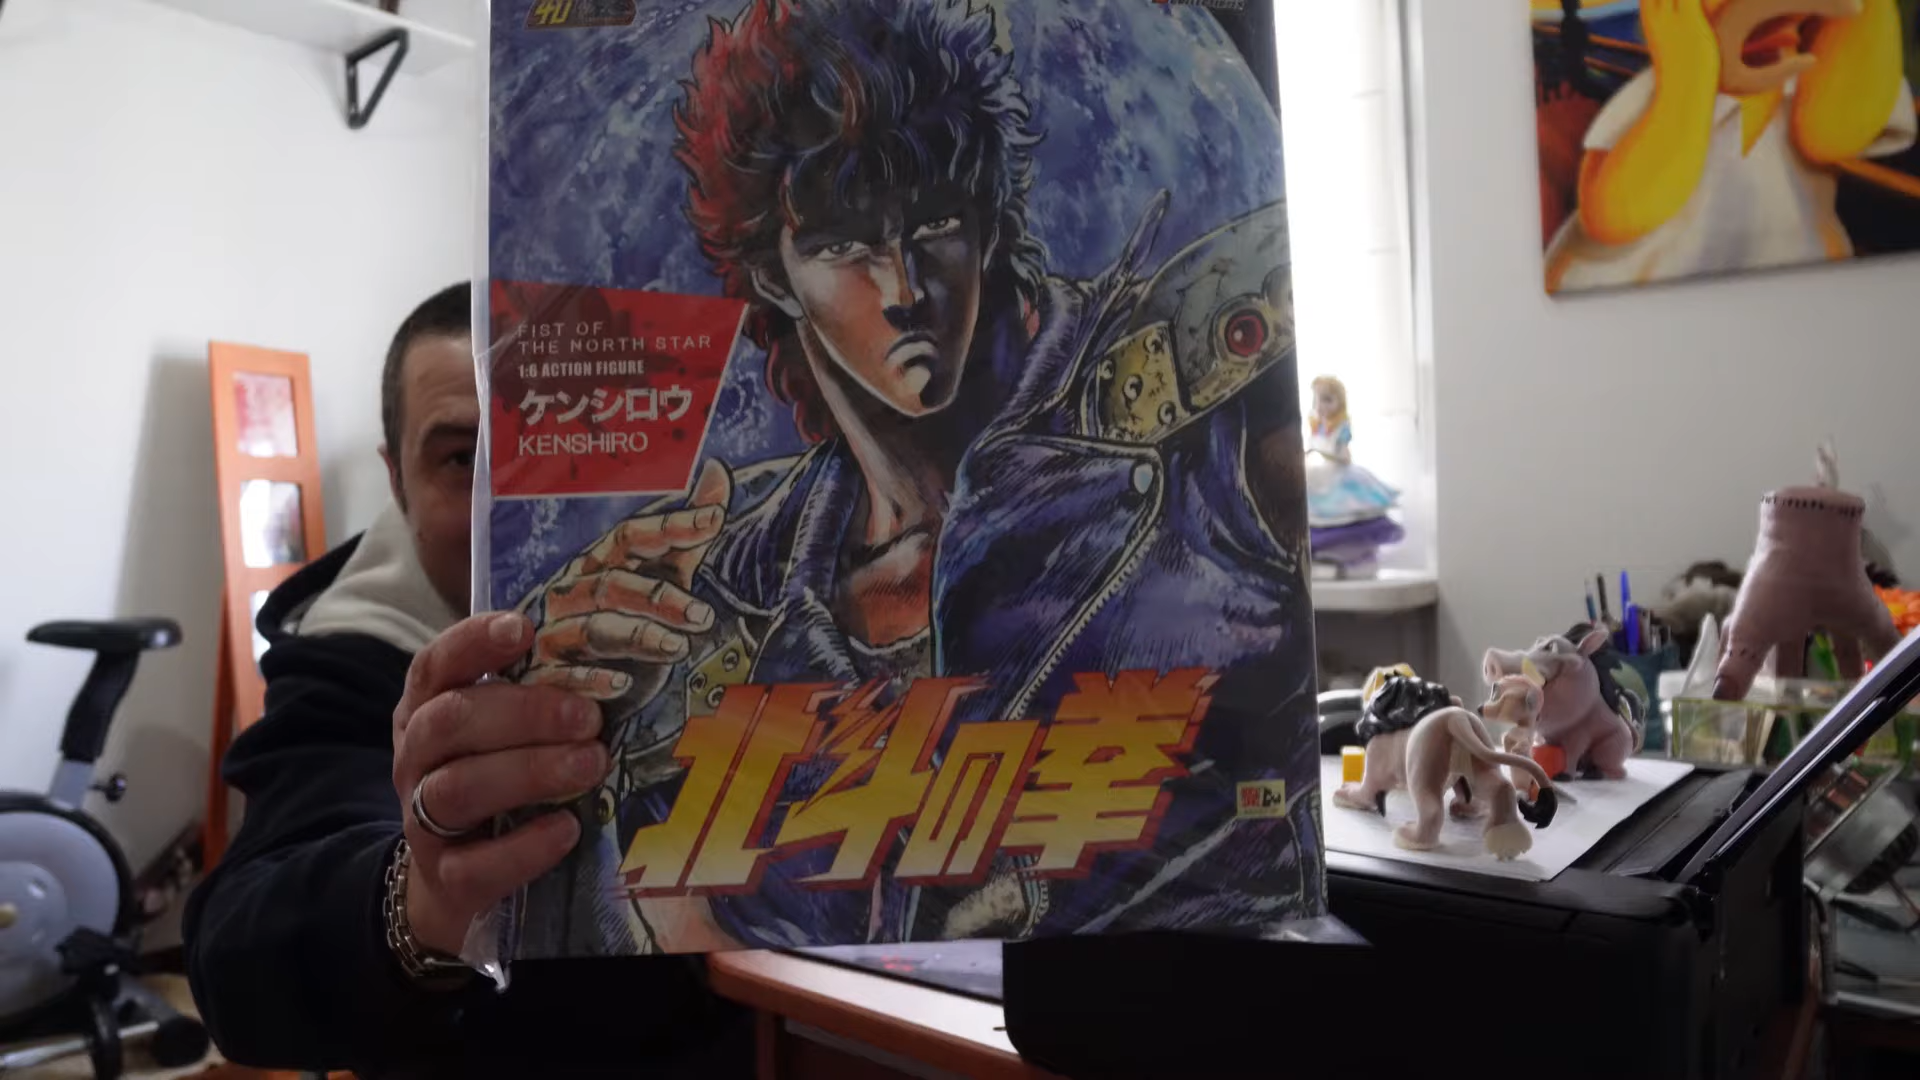 40
FIST OF
THE NORTH STAR
1:6 ACTION FIGURE
ケンシロウ
KENSHIRO
北斗の拳